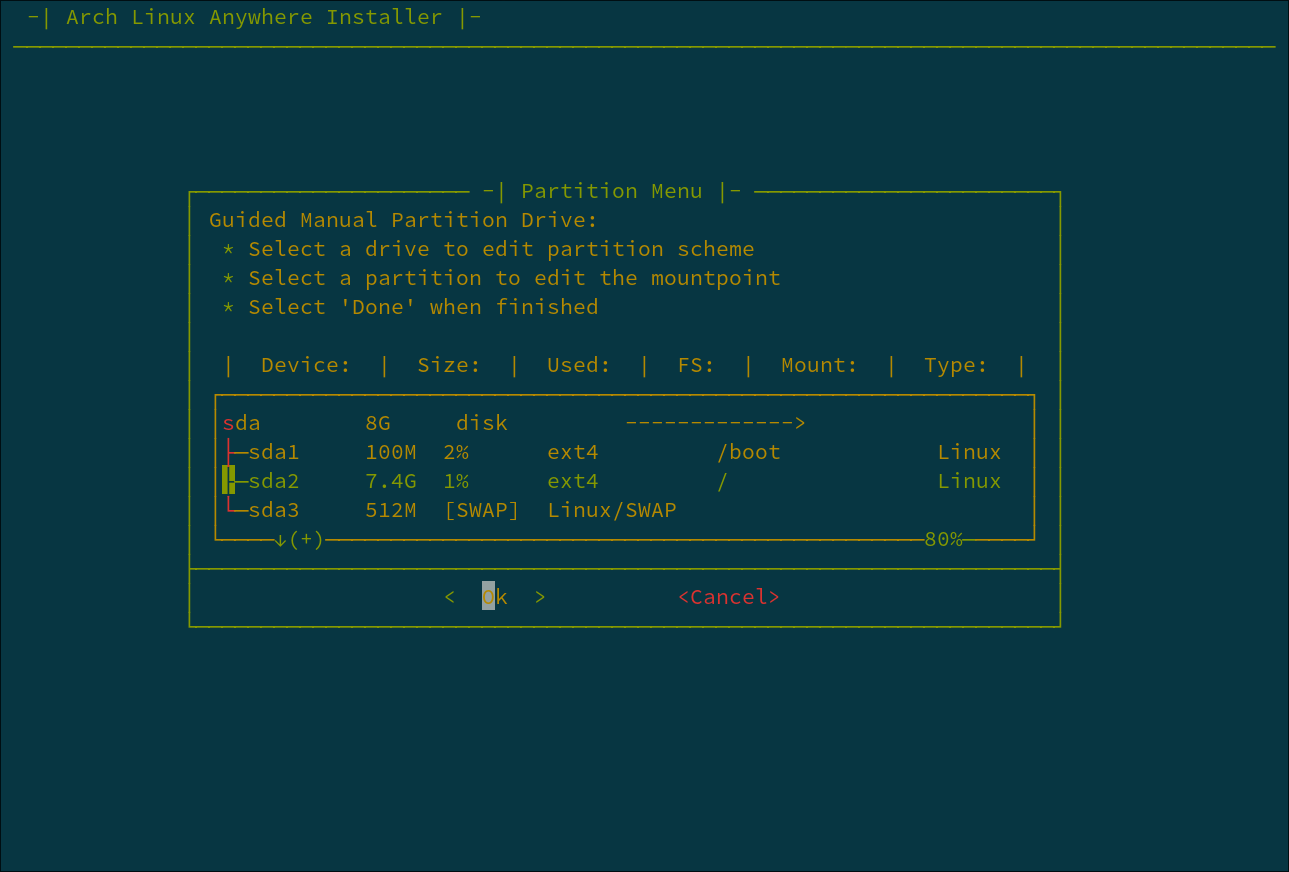 -| Arch Linux Anywhere Installer |-
-| Partition Menu |-
Guided Manual Partition Drive:
* Select a drive to edit partition scheme
* Select a partition to edit the mountpoint
* Select 'Done' when finished
| Device: | Size: | Used: | FS: | Mount: | Type: |
sda 8G disk ------------->
├─sda1 100M 2% ext4 /boot Linux
├─sda2 7.4G 1% ext4 / Linux
└─sda3 512M [SWAP] Linux/SWAP
↓(+) 80%
< Ok > <Cancel>